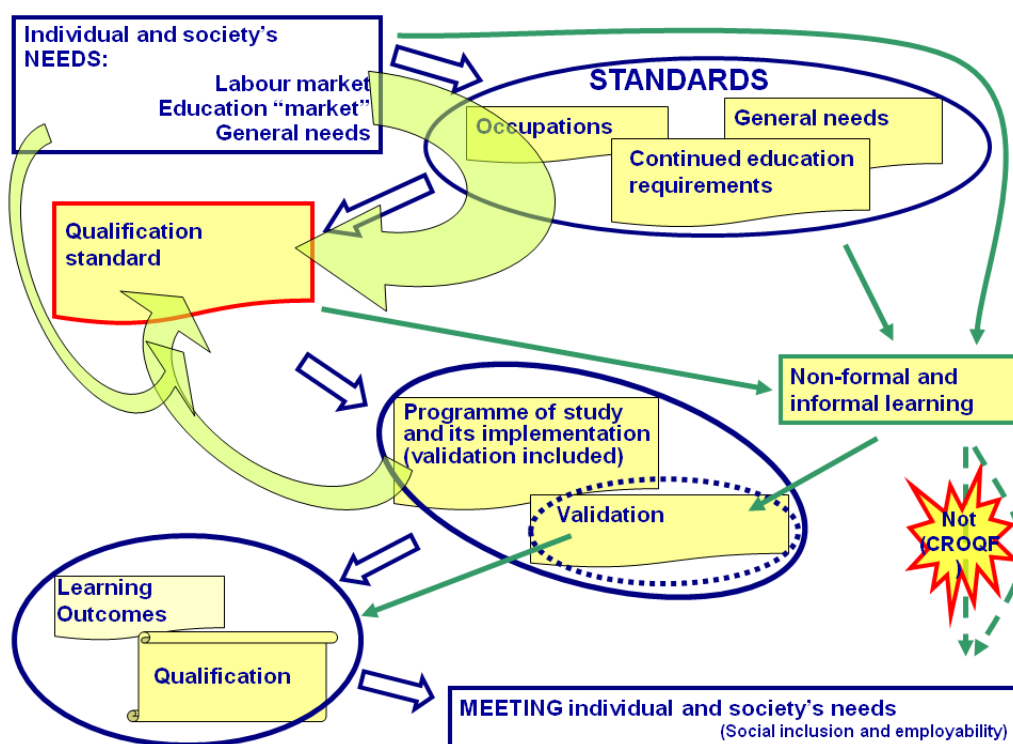 Individual and society's
NEEDS:
Labour market
Education "market"
General needs
STANDARDS
Occupations
General needs
Continued education
requirements
Qualification
standard
Non-formal and
informal learning
Programme of study
and its implementation
(validation included)
Validation
Not
(CROQF
)
Learning
Outcomes
Qualification
MEETING individual and society's needs
(Social inclusion and employability)